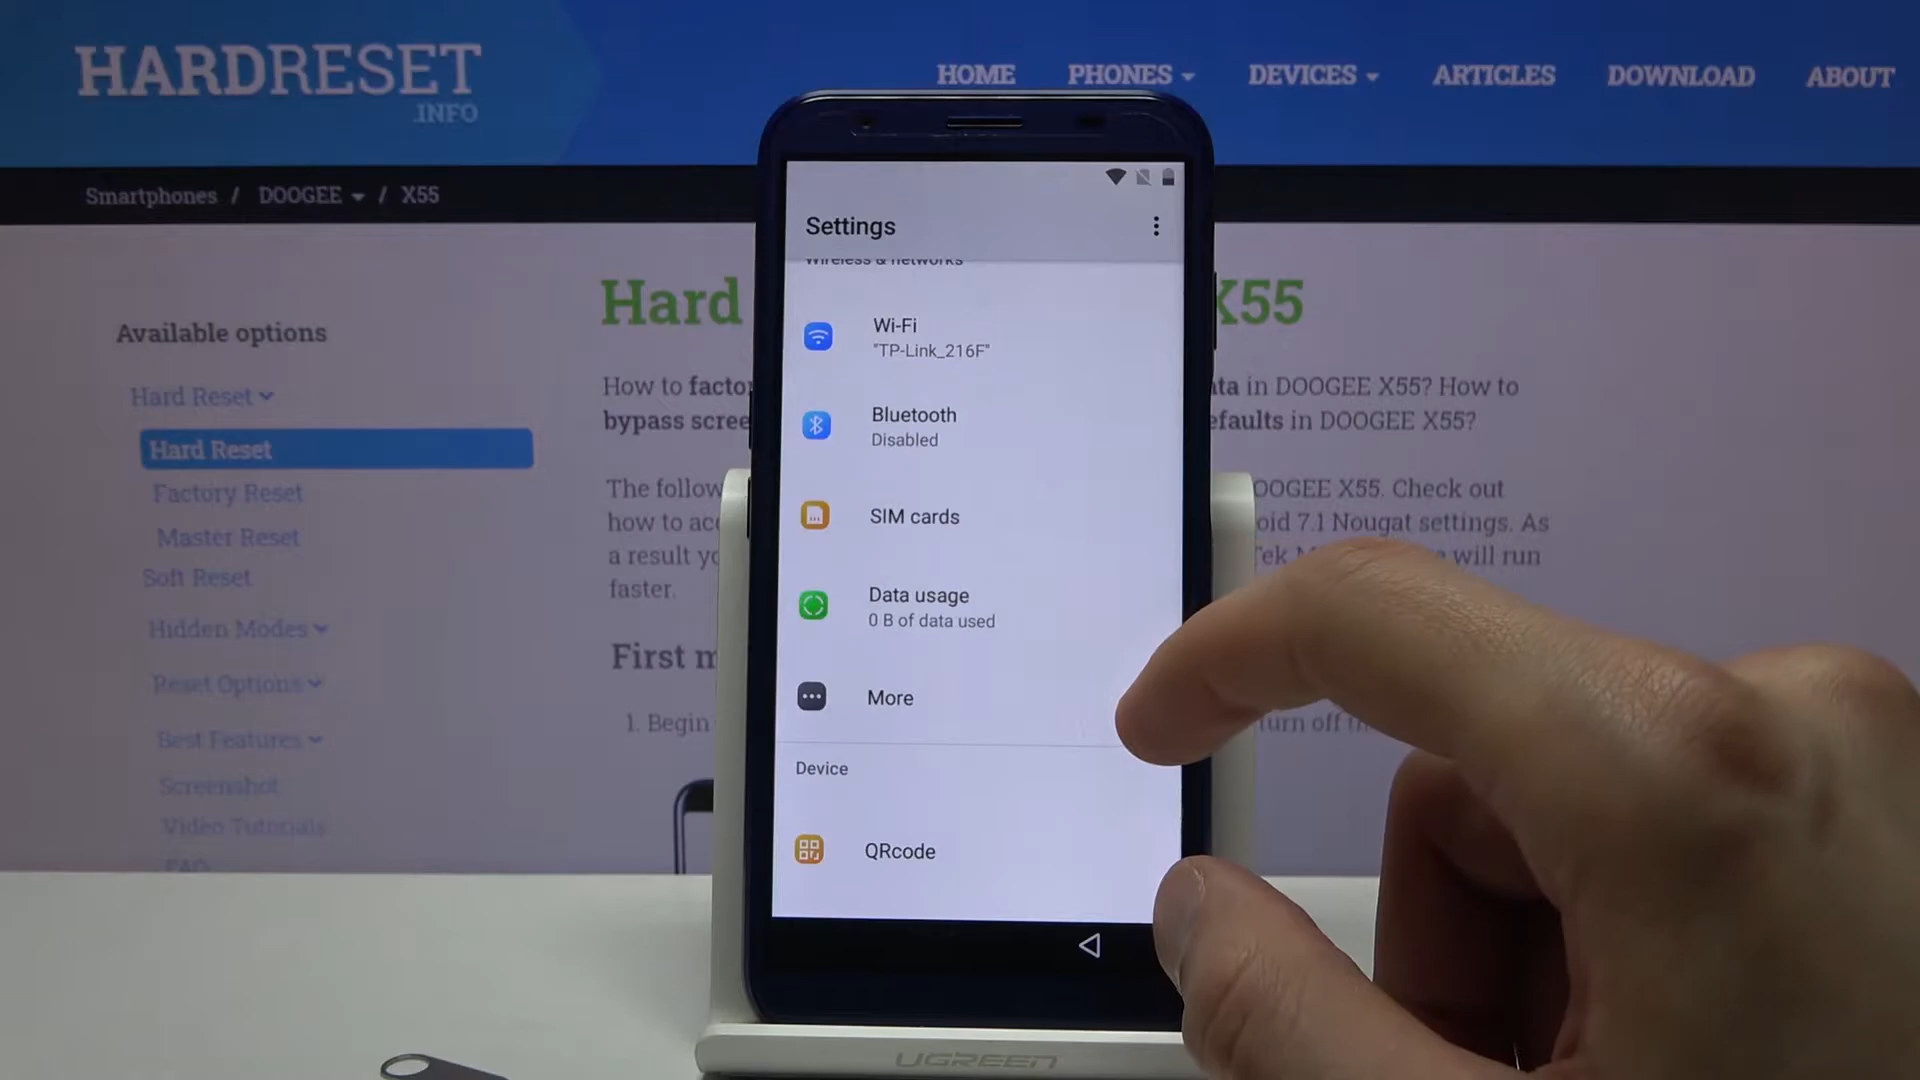 HARDRESET
.INFO
HOME PHONES DEVICES ARTICLES DOWNLOAD ABOUT
Smartphones / DOOGEE / X55
Available options
Hard Reset
Hard Reset
Factory Reset
Master Reset
Soft Reset
Hidden Modes
Reset Options
Best Features
Screenshot
Video Tutorials
FAQ
Hard X55
How to in DOOGEE X55? How to
bypass in DOOGEE X55?
The DOOGEE X55. Check out
how to 7.1 Nougat settings. As
a result will run
faster.
First
1. Begin turn off
Settings
Wireless & networks
Wi-Fi
"TP-Link_216F"
Bluetooth
Disabled
SIM cards
Data usage
0 B of data used
More
Device
QRcode
UGREEN